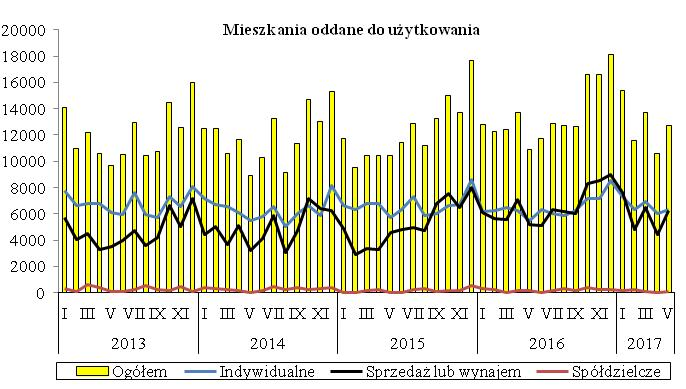 Mieszkania oddane do użytkowania
20000
18000
16000
14000
12000
10000
8000
6000
4000
2000
0
I III V VII IX XI I III V VII IX XI I III V VII IX XI I III V VII IX XI I III V
2013 2014 2015 2016 2017
Ogółem Indywidualne Sprzedaż lub wynajem Spółdzielcze